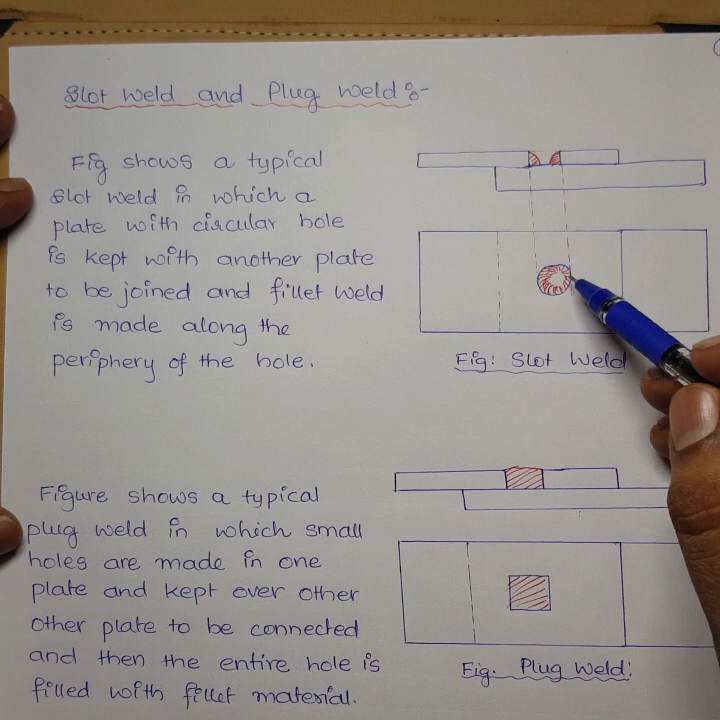 Slot weld and Plug weld :-
Fig shows a typical
slot weld in which a
plate with circular hole
is kept with another plate
to be joined and fillet weld
is made along the
periphery of the hole.
Fig: Slot Weld
Figure shows a typical
plug weld in which small
holes are made in one
plate and kept over other
other plate to be connected
and then the entire hole is
filled with fillet material.
Fig. Plug Weld: